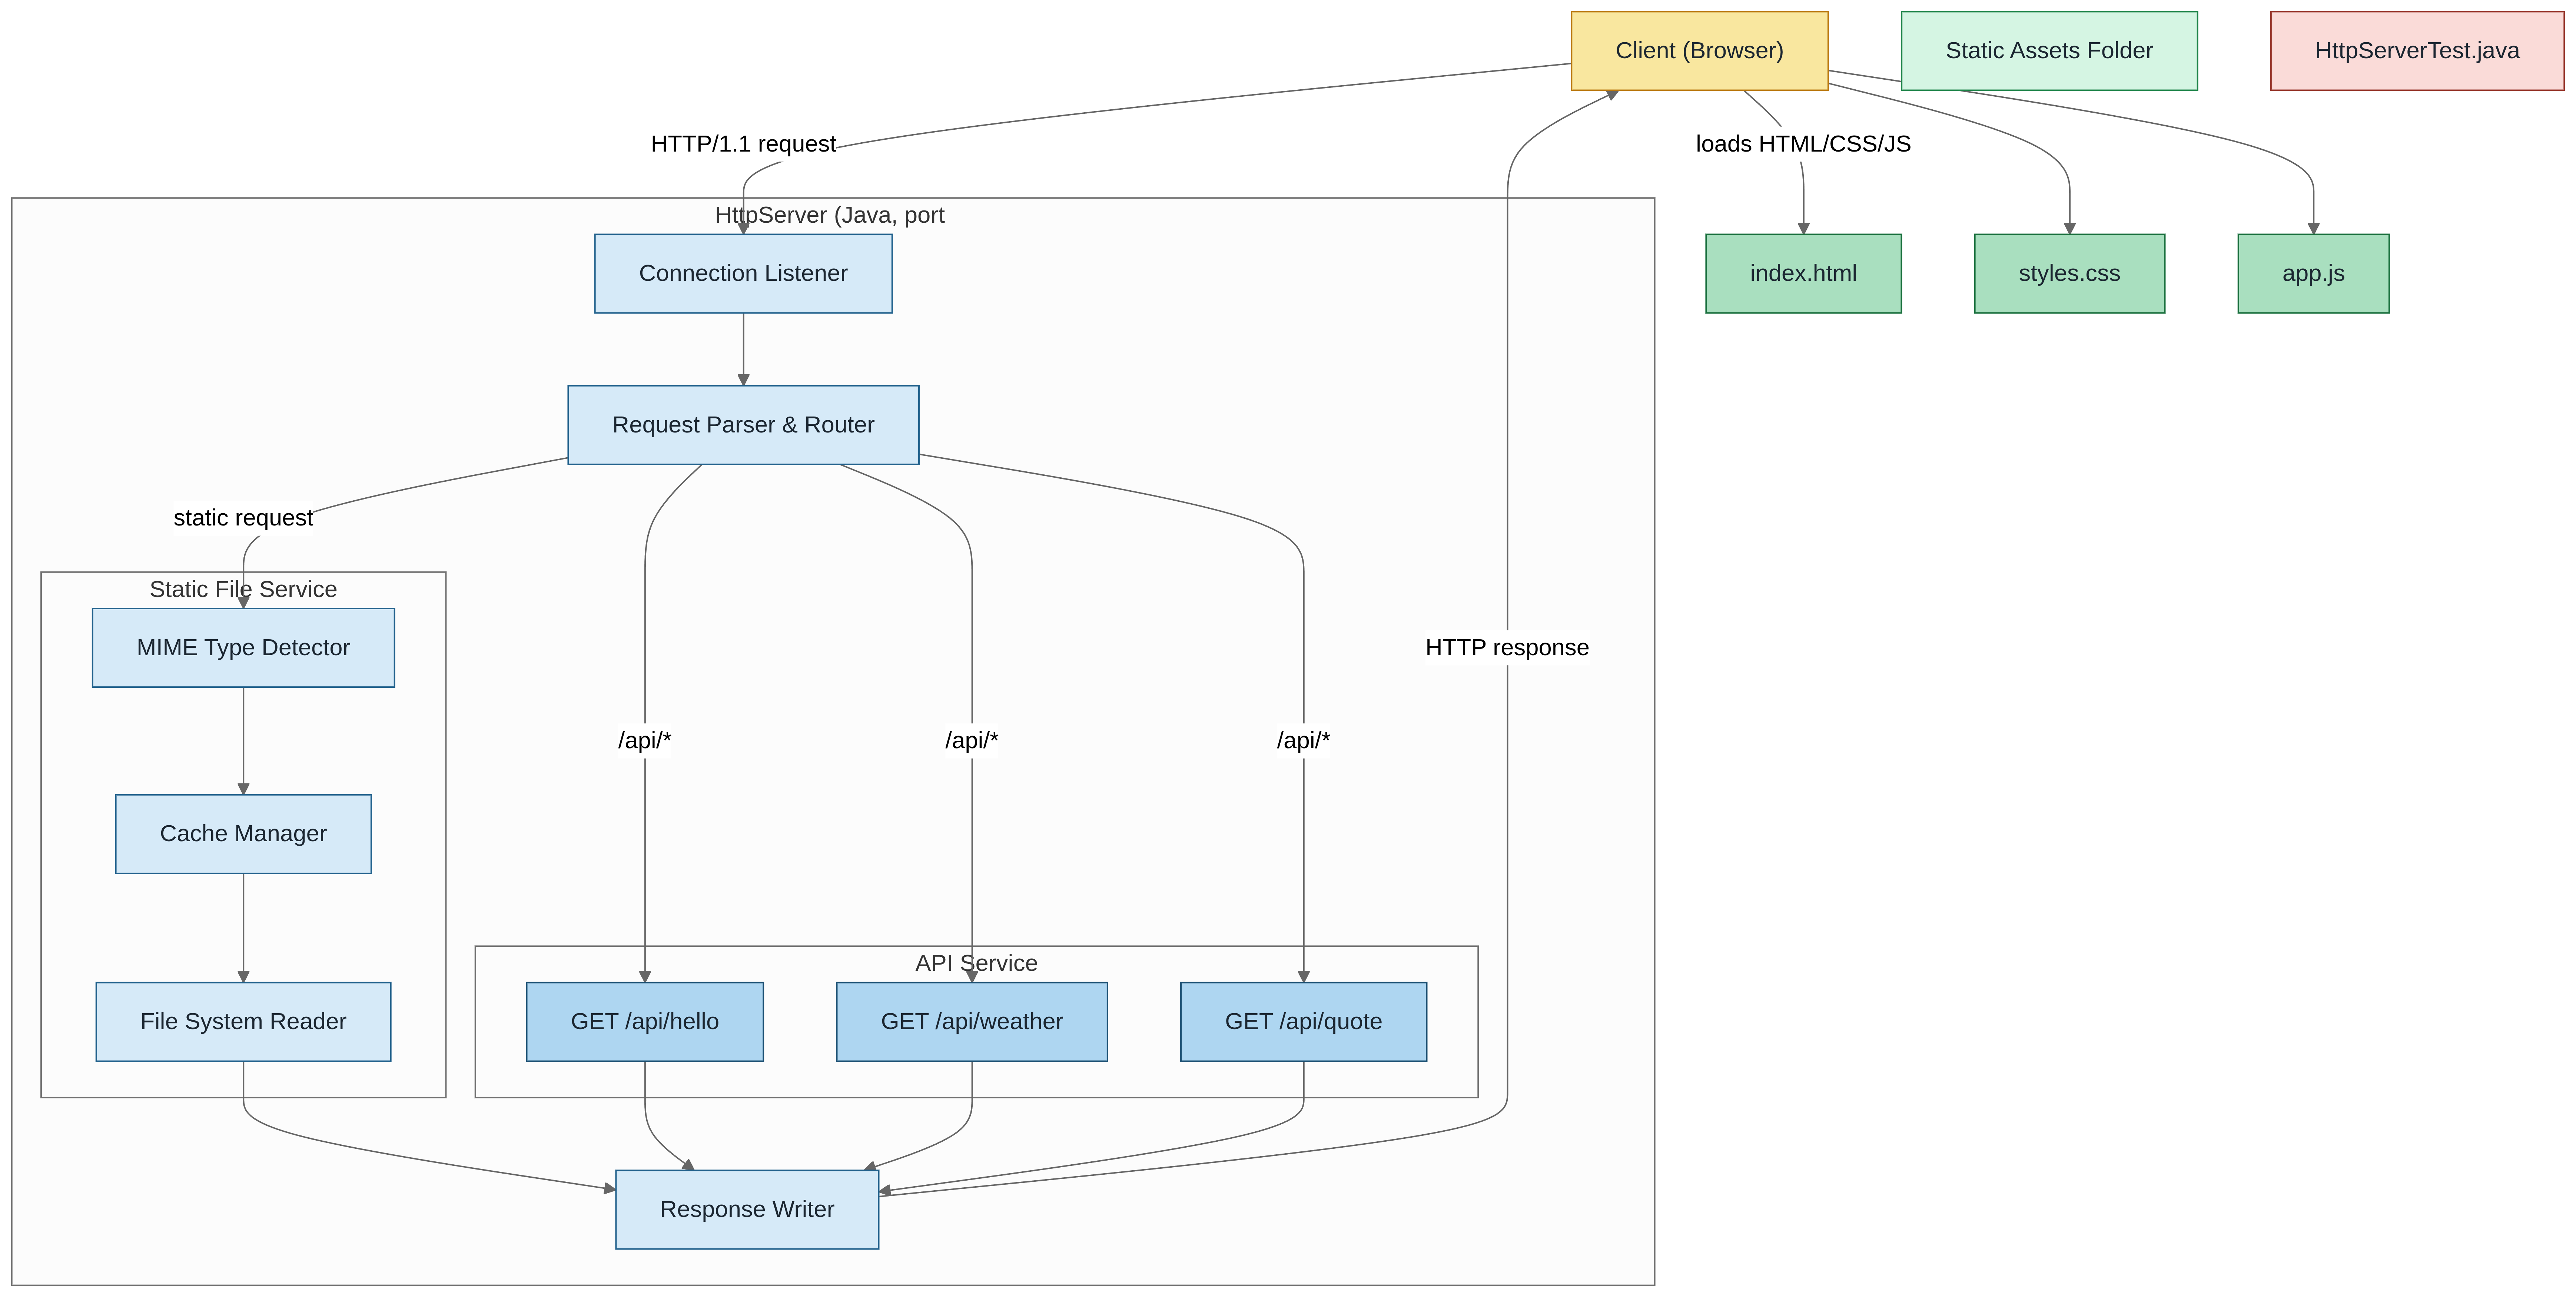 Client (Browser)
Static Assets Folder
HttpServerTest.java
HTTP/1.1 request
loads HTML/CSS/JS
HttpServer (Java, port
Connection Listener
index.html
styles.css
app.js
Request Parser & Router
static request
Static File Service
MIME Type Detector
HTTP response
/api/*
/api/*
/api/*
Cache Manager
API Service
File System Reader
GET /api/hello
GET /api/weather
GET /api/quote
Response Writer